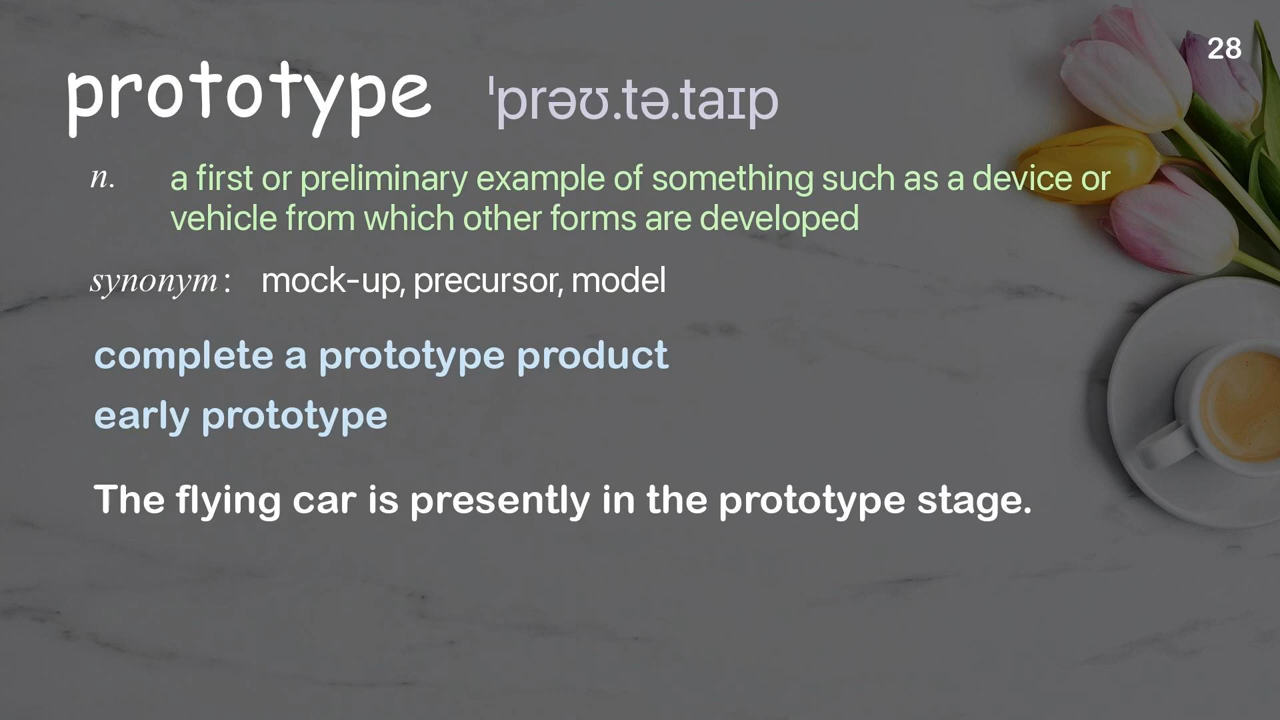 28
prototype ˈprəʊ.tə.taɪp
n. a first or preliminary example of something such as a device or
vehicle from which other forms are developed
synonym: mock-up, precursor, model
complete a prototype product
early prototype
The flying car is presently in the prototype stage.